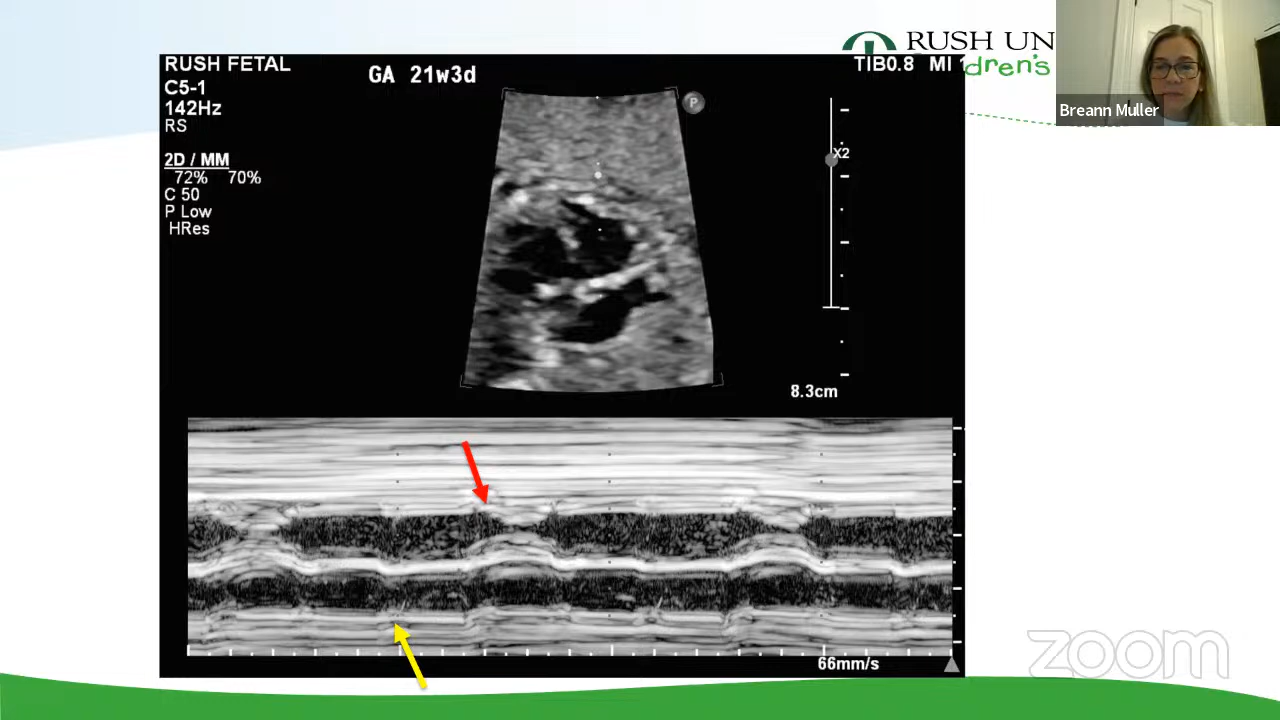 RUSH UN
dren's
Breann Muller
RUSH FETAL
GA 21w3d
TIB0.8 MI 1
C5-1
142Hz
RS
2D / MM
72% 70%
C 50
P Low
HRes
P
X2
8.3cm
66mm/s
zoom